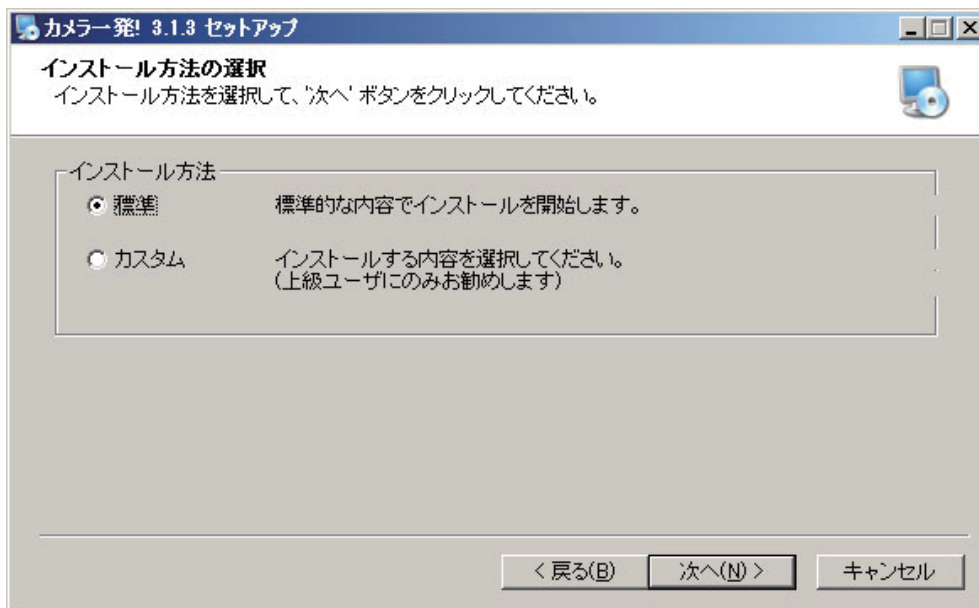 カメラ一発! 3.1.3 セットアップ
インストール方法の選択
インストール方法を選択して、'次へ' ボタンをクリックしてください。
インストール方法
標準 標準的な内容でインストールを開始します。
カスタム インストールする内容を選択してください。
(上級ユーザにのみお勧めします)
< 戻る(B) 次へ(N) > キャンセル